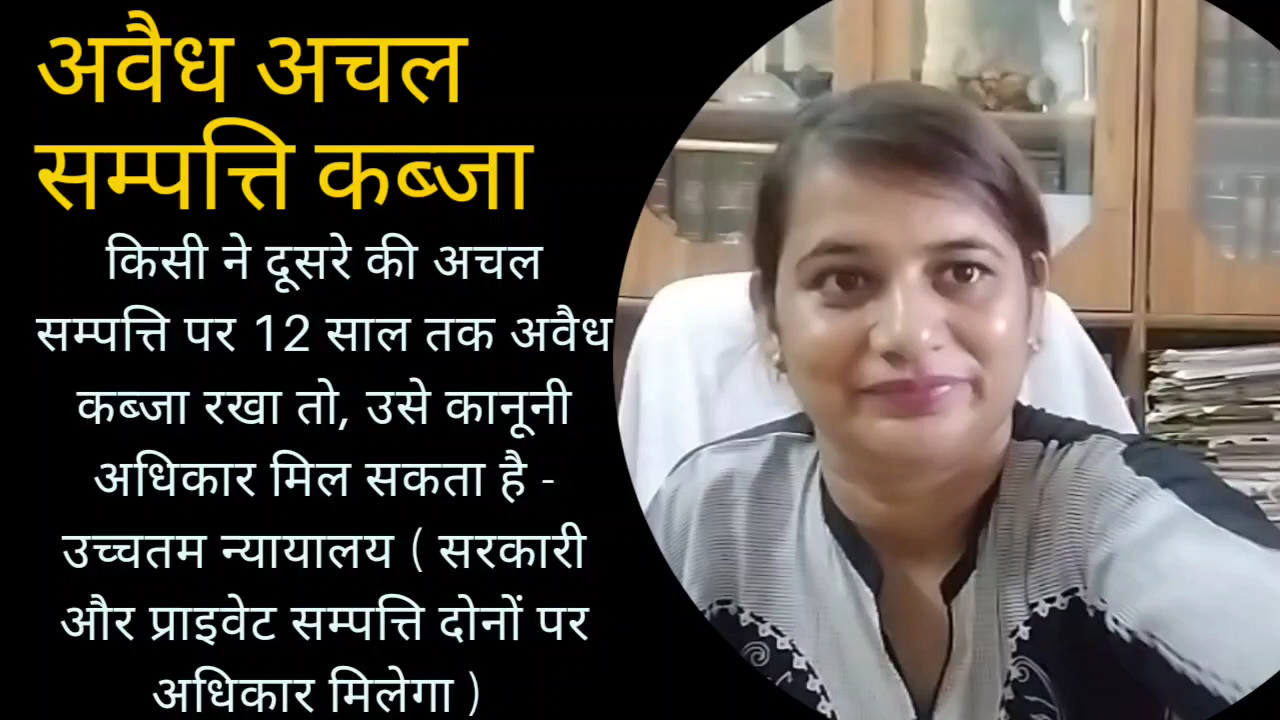 अवैध अचल
सम्पत्ति कब्जा
किसी ने दूसरे की अचल
सम्पत्ति पर 12 साल तक अवैध
कब्जा रखा तो, उसे कानूनी
अधिकार मिल सकता है -
उच्चतम न्यायालय ( सरकारी
और प्राइवेट सम्पत्ति दोनों पर
अधिकार मिलेगा )